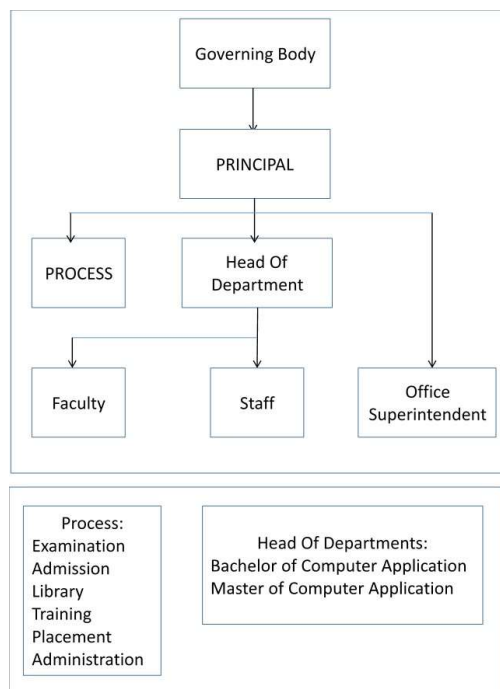 Governing Body
PRINCIPAL
PROCESS
Head Of
Department
Faculty
Staff
Office
Superintendent
Process:
Examination
Admission
Library
Training
Placement
Administration
Head Of Departments:
Bachelor of Computer Application
Master of Computer Application